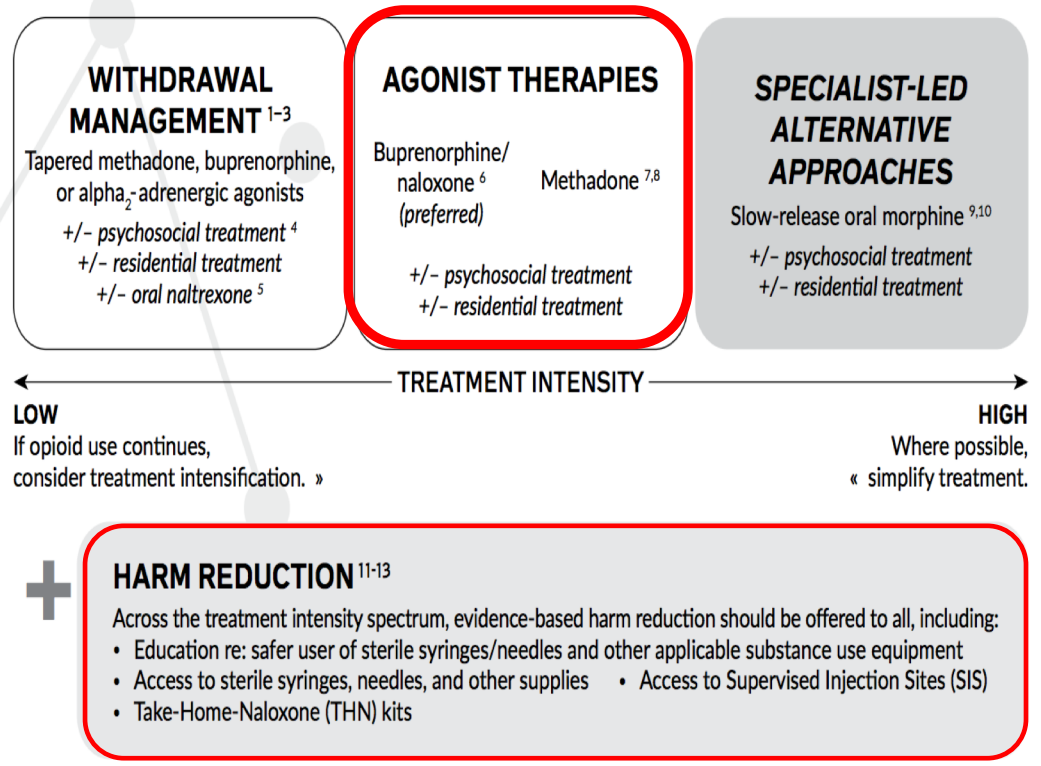 WITHDRAWAL
MANAGEMENT 1–3
Tapered methadone, buprenorphine,
or alpha2-adrenergic agonists
+/– psychosocial treatment 4
+/– residential treatment
+/– oral naltrexone 5
AGONIST THERAPIES
Buprenorphine/
naloxone 6
(preferred)
Methadone 7,8
+/– psychosocial treatment
+/– residential treatment
SPECIALIST-LED
ALTERNATIVE
APPROACHES
Slow-release oral morphine 9,10
+/– psychosocial treatment
+/– residential treatment
TREATMENT INTENSITY
LOW
If opioid use continues,
consider treatment intensification. »
HIGH
Where possible,
« simplify treatment.
+
HARM REDUCTION 11-13
Across the treatment intensity spectrum, evidence-based harm reduction should be offered to all, including:
• Education re: safer user of sterile syringes/needles and other applicable substance use equipment
• Access to sterile syringes, needles, and other supplies • Access to Supervised Injection Sites (SIS)
• Take-Home-Naloxone (THN) kits